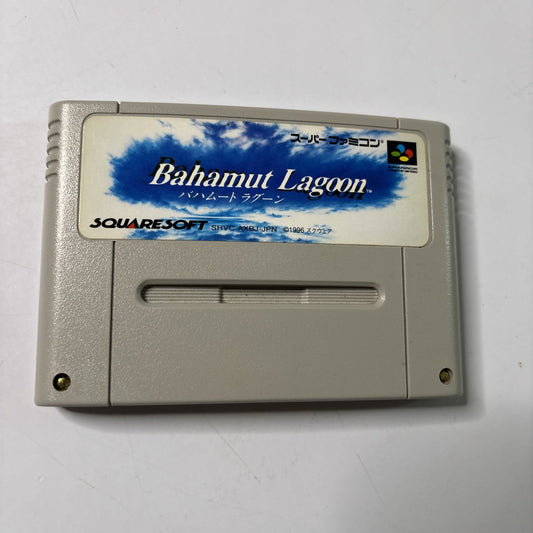 スーパーファミコン
Bahamut Lagoon™
バハムート ラグーン
SQUARESOFT
SHVC-AXBJ-JPN ©1996 スクウェア